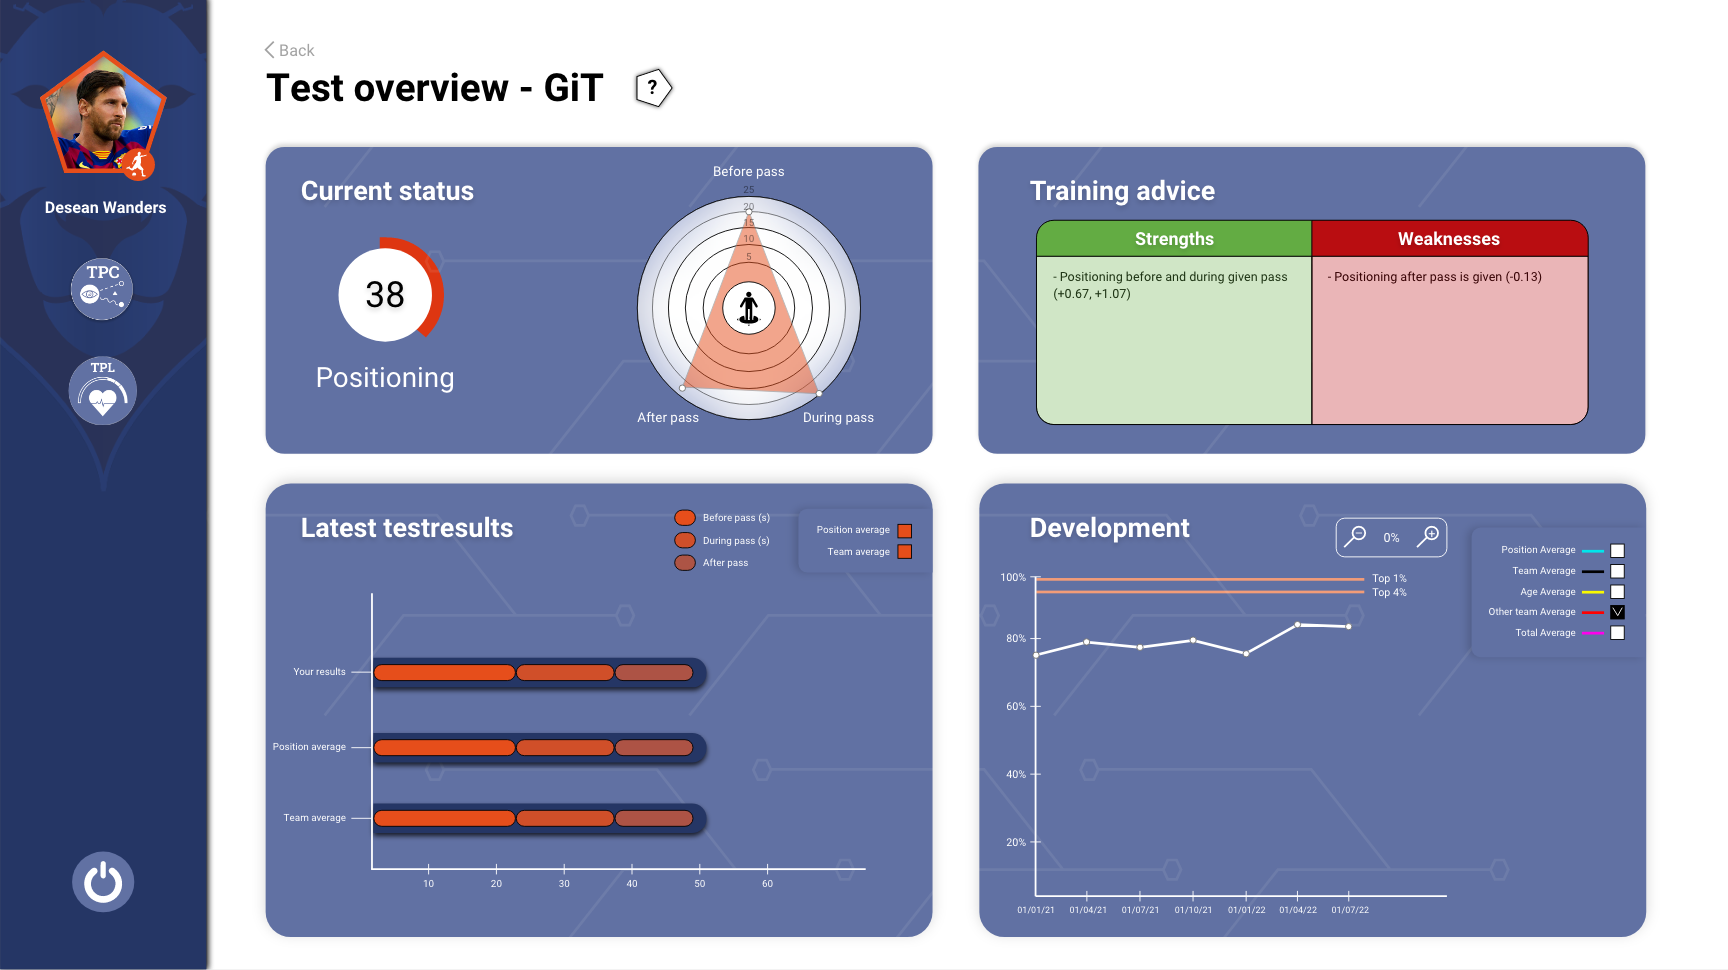 Back
Test overview - GiT
?
Desean Wanders
TPC
TPL
Current status
38
Positioning
Before pass
25
20
15
10
5
After pass
During pass
Training advice
Strengths
Weaknesses
- Positioning before and during given pass
(+0.67, +1.07)
- Positioning after pass is given (-0.13)
Latest testresults
Before pass (s)
During pass (s)
After pass
Position average
Team average
Your results
Position average
Team average
10
20
30
40
50
60
Development
0%
Position Average
Team Average
Age Average
Other team Average
Total Average
100%
80%
60%
40%
20%
Top 1%
Top 4%
01/01/21
01/04/21
01/07/21
01/10/21
01/01/22
01/04/22
01/07/22